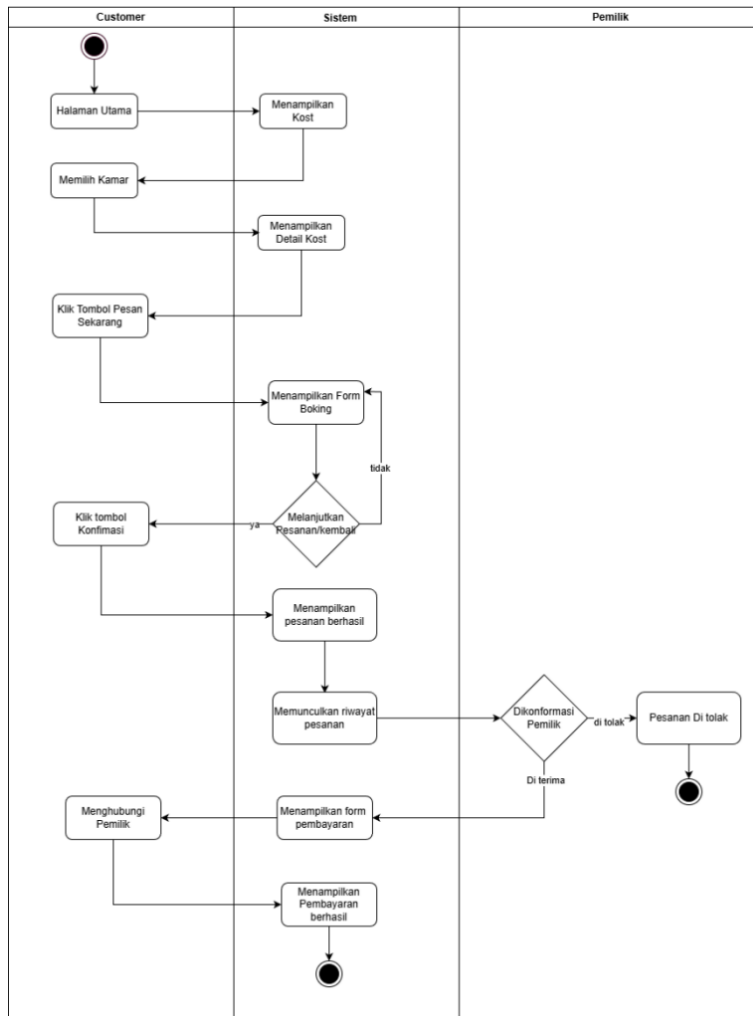 Customer
Sistem
Pemilik
Halaman Utama
Menampilkan
Kost
Memilih Kamar
Menampilkan
Detail Kost
Klik Tombol Pesan
Sekarang
Menampilkan Form
Boking
tidak
Klik tombol
Konfimasi
ya
Melanjutkan
Pesanan/kembali
Menampilkan
pesanan berhasil
Memunculkan riwayat
pesanan
Dikonformasi
Pemilik
di tolak
Pesanan Di tolak
Di terima
Menghubungi
Pemilik
Menampilkan form
pembayaran
Menampilkan
Pembayaran
berhasil